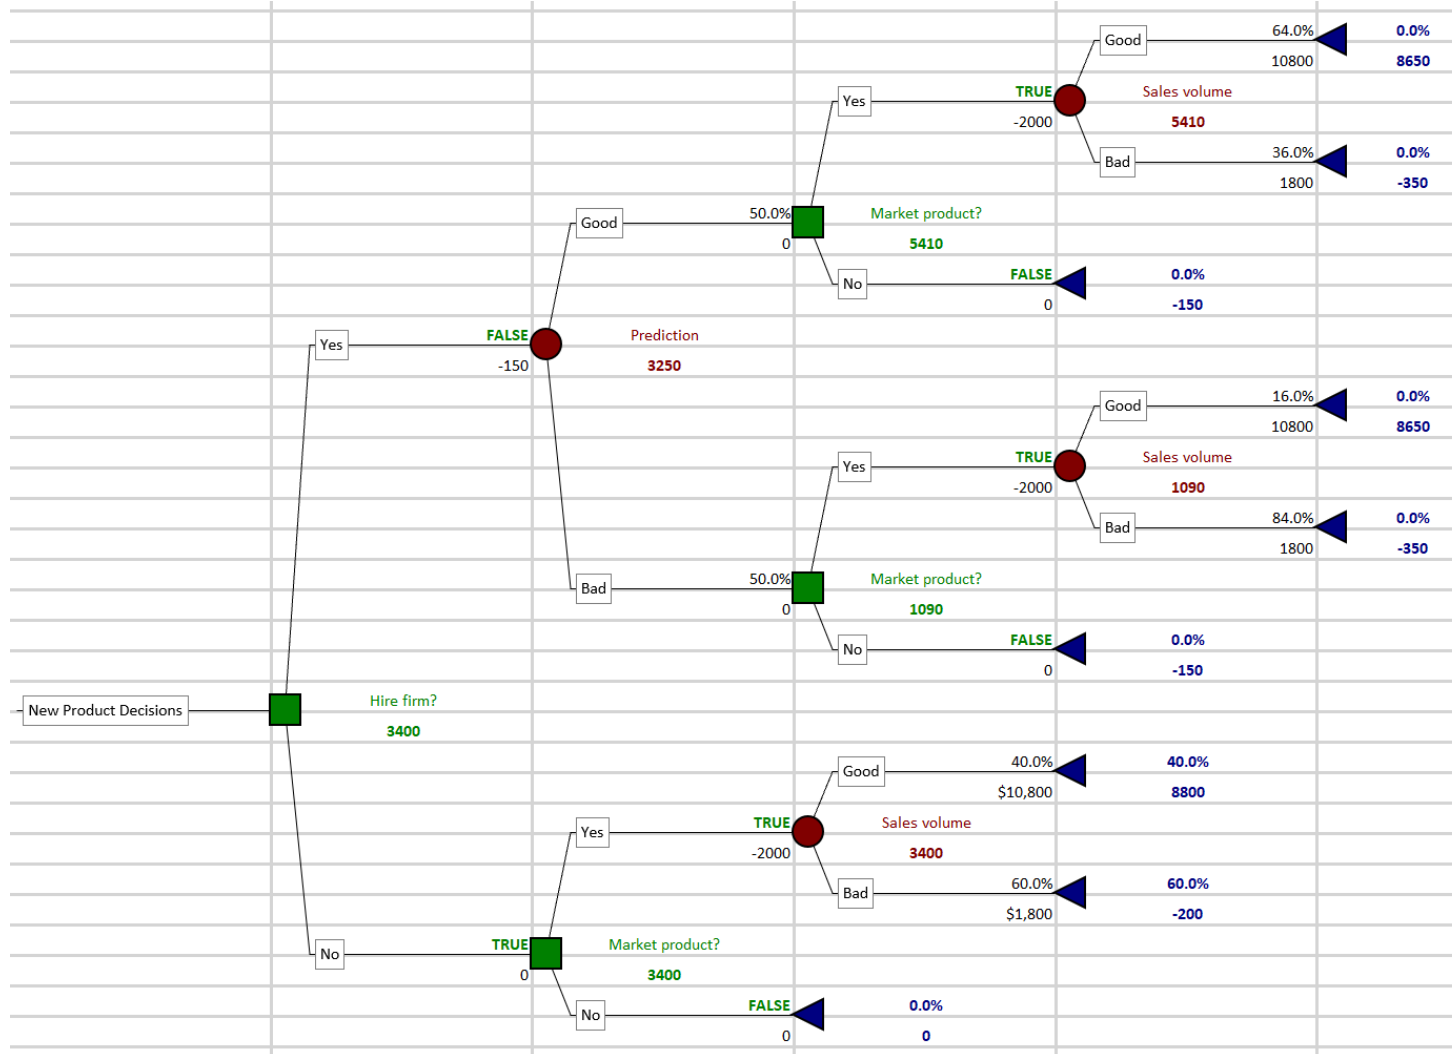 64.0% 0.0%
Good
10800 8650
TRUE Sales volume
Yes
-2000 5410
36.0% 0.0%
Bad
1800 -350
50.0% Market product?
Good
0 5410
FALSE 0.0%
No
0 -150
FALSE Prediction
Yes
-150 3250
16.0% 0.0%
Good
10800 8650
TRUE Sales volume
Yes
-2000 1090
84.0% 0.0%
Bad
1800 -350
50.0% Market product?
Bad
0 1090
FALSE 0.0%
No
0 -150
Hire firm?
New Product Decisions
3400
40.0% 40.0%
Good
$10,800 8800
TRUE Sales volume
Yes
-2000 3400
60.0% 60.0%
Bad
$1,800 -200
TRUE Market product?
No
0 3400
FALSE 0.0%
No
0 0